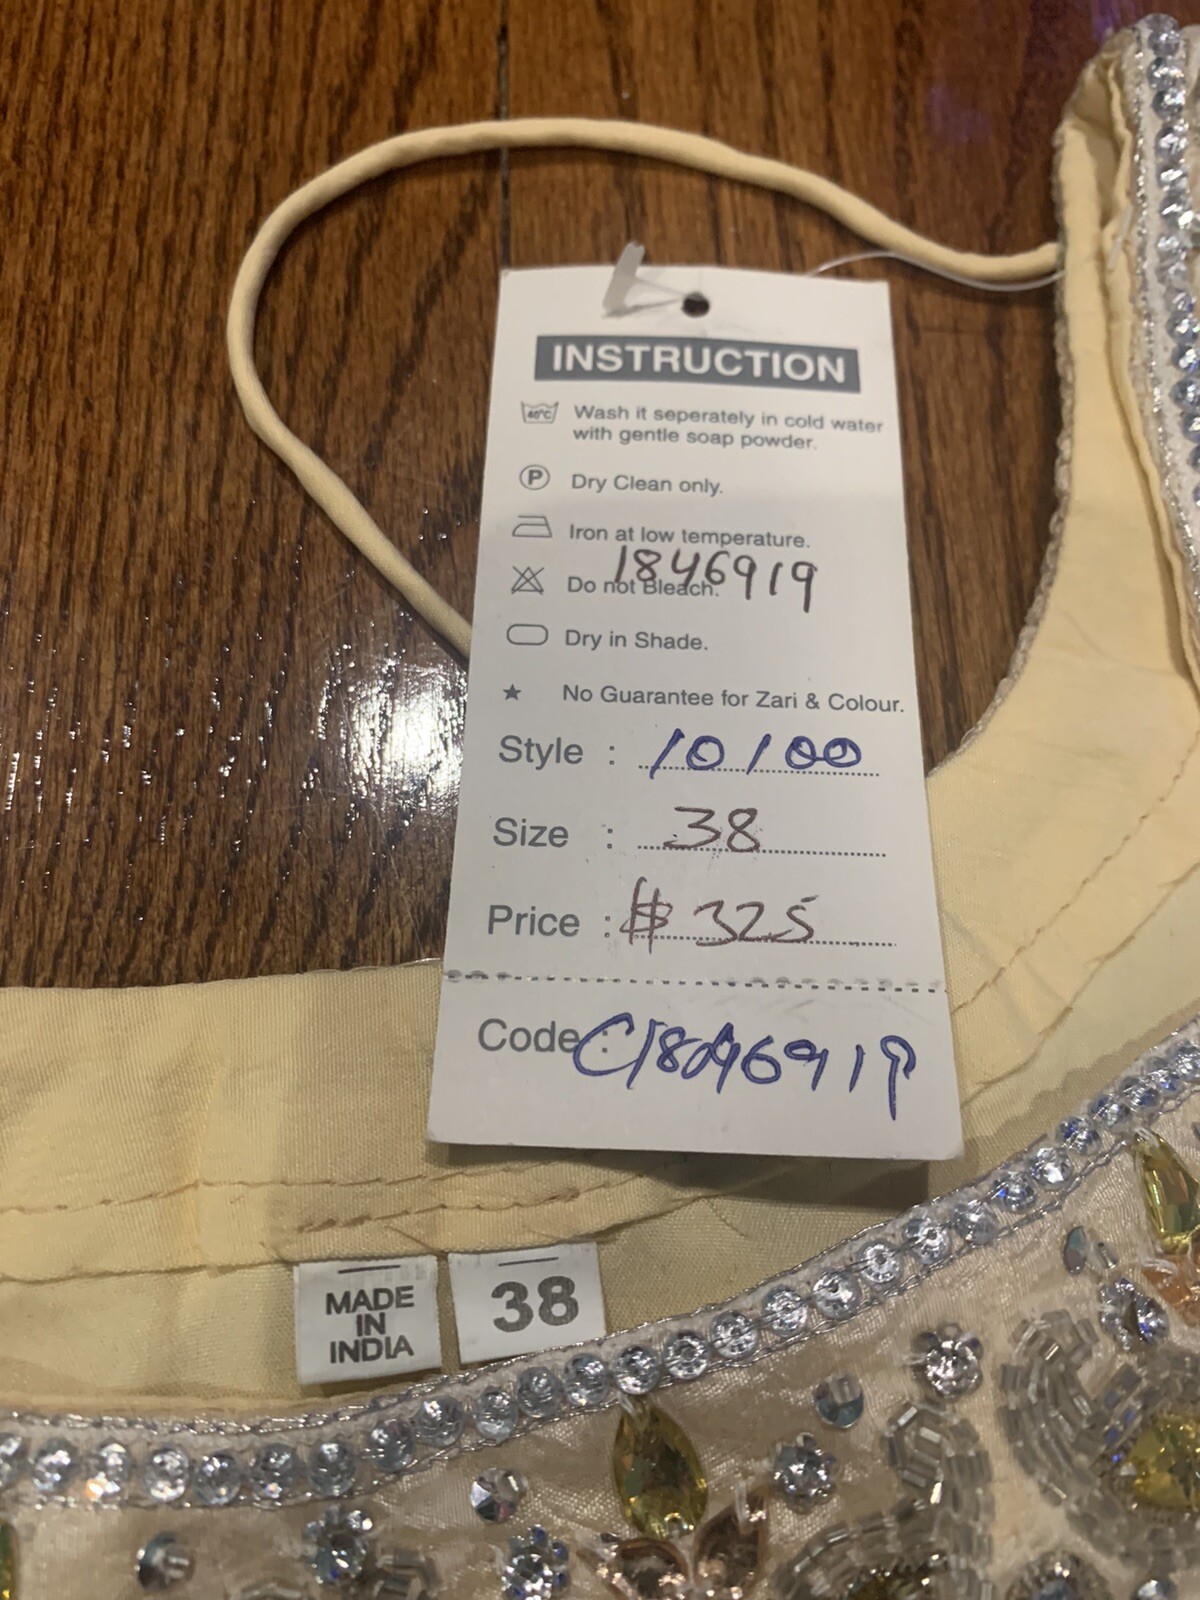 INSTRUCTION
40°C
Wash it seperately in cold water
with gentle soap powder.
P
Dry Clean only.
Iron at low temperature.
1846919
Do not Bleach.
Dry in Shade.
No Guarantee for Zari & Colour.
Style : 10100
Size : 38
Price : $ 325
Code : C1846919
MADE
IN
INDIA
38